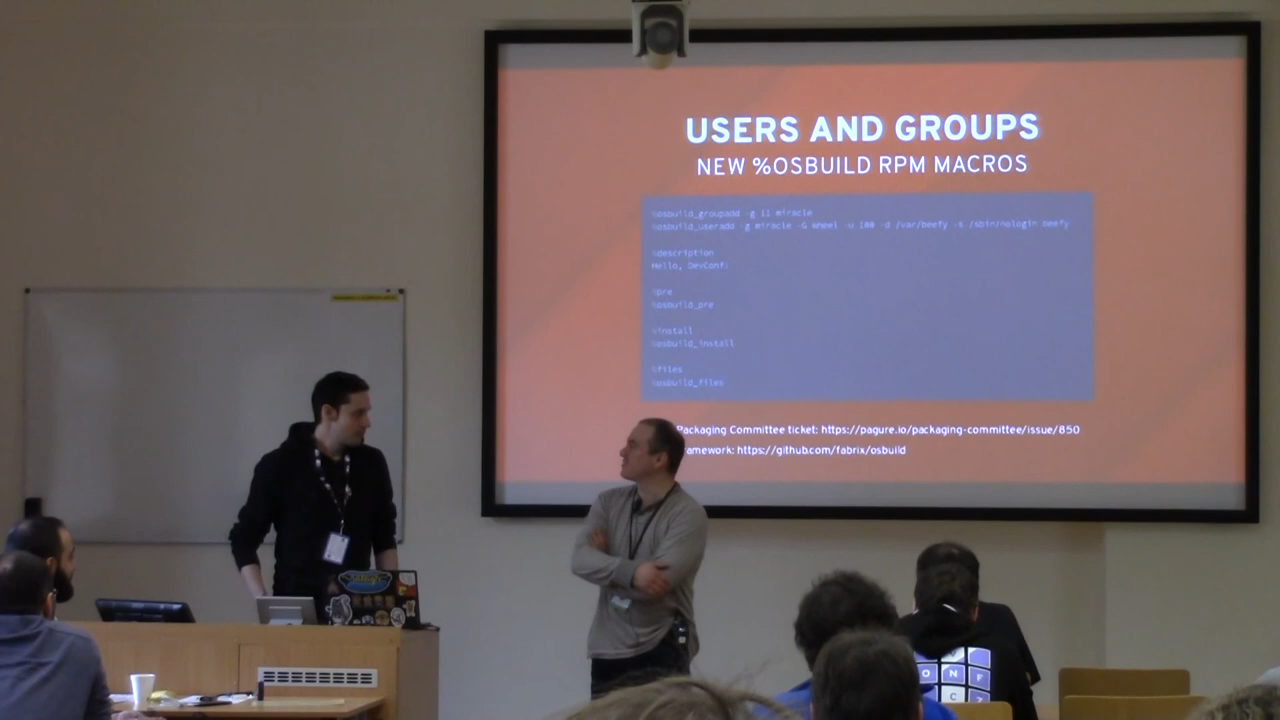 USERS AND GROUPS
NEW %OSBUILD RPM MACROS
%osbuild_groupadd -g 11 miracle
%osbuild_useradd -g miracle -G wheel -u 100 -d /var/beefy -s /sbin/nologin beefy
%description
Hello, DevConf!
%pre
%osbuild_pre
%install
%osbuild_install
%files
%osbuild_files
Packaging Committee ticket: https://pagure.io/packaging-committee/issue/850
amework: https://github.com/fabrix/osbuild
V
O N F
C Z